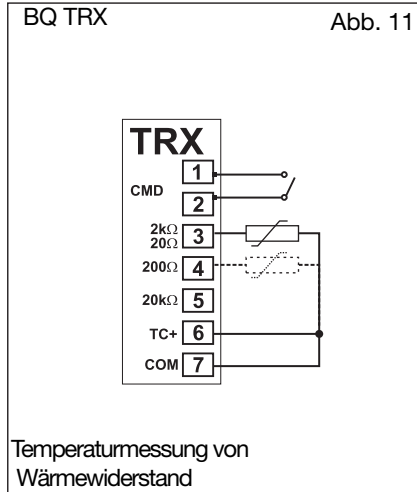 BQ TRX Abb. 11
TRX
1
CMD
2
2kΩ
20Ω 3
200Ω 4
20kΩ 5
TC+ 6
COM 7
Temperaturmessung von
Wärmewiderstand